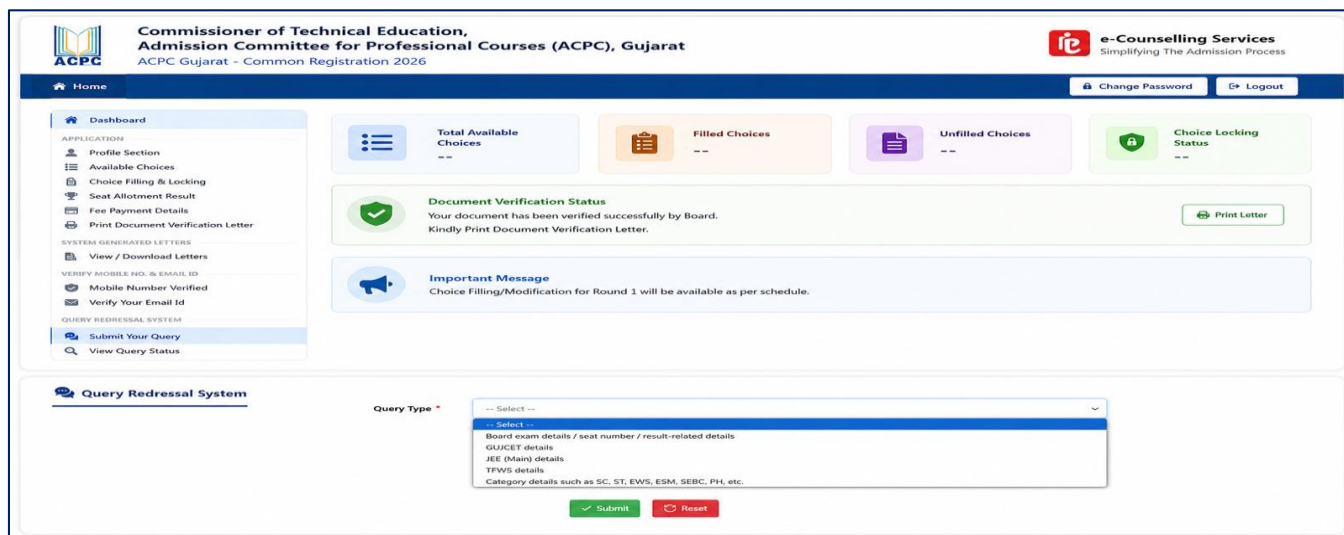 Commissioner of Technical Education,
Admission Committee for Professional Courses (ACPC), Gujarat
ACPC Gujarat - Common Registration 2026
ACPC
e-Counselling Services
Simplifying The Admission Process
Home
Change Password
Logout
Dashboard
APPLICATION
Profile Section
Available Choices
Choice Filling & Locking
Seat Allotment Result
Fee Payment Details
Print Document Verification Letter
SYSTEM GENERATED LETTERS
View / Download Letters
VERIFY MOBILE NO. & EMAIL ID
Mobile Number Verified
Verify Your Email Id
QUERY REDRESSAL SYSTEM
Submit Your Query
View Query Status
Total Available
Choices
--
Filled Choices
--
Unfilled Choices
--
Choice Locking
Status
--
Document Verification Status
Your document has been verified successfully by Board.
Kindly Print Document Verification Letter.
Print Letter
Important Message
Choice Filling/Modification for Round 1 will be available as per schedule.
Query Redressal System
Query Type *
-- Select --
-- Select --
Board exam details / seat number / result-related details
GUJCET details
JEE (Main) details
TFWS details
Category details such as SC, ST, EWS, ESM, SEBC, PH, etc.
Submit
Reset